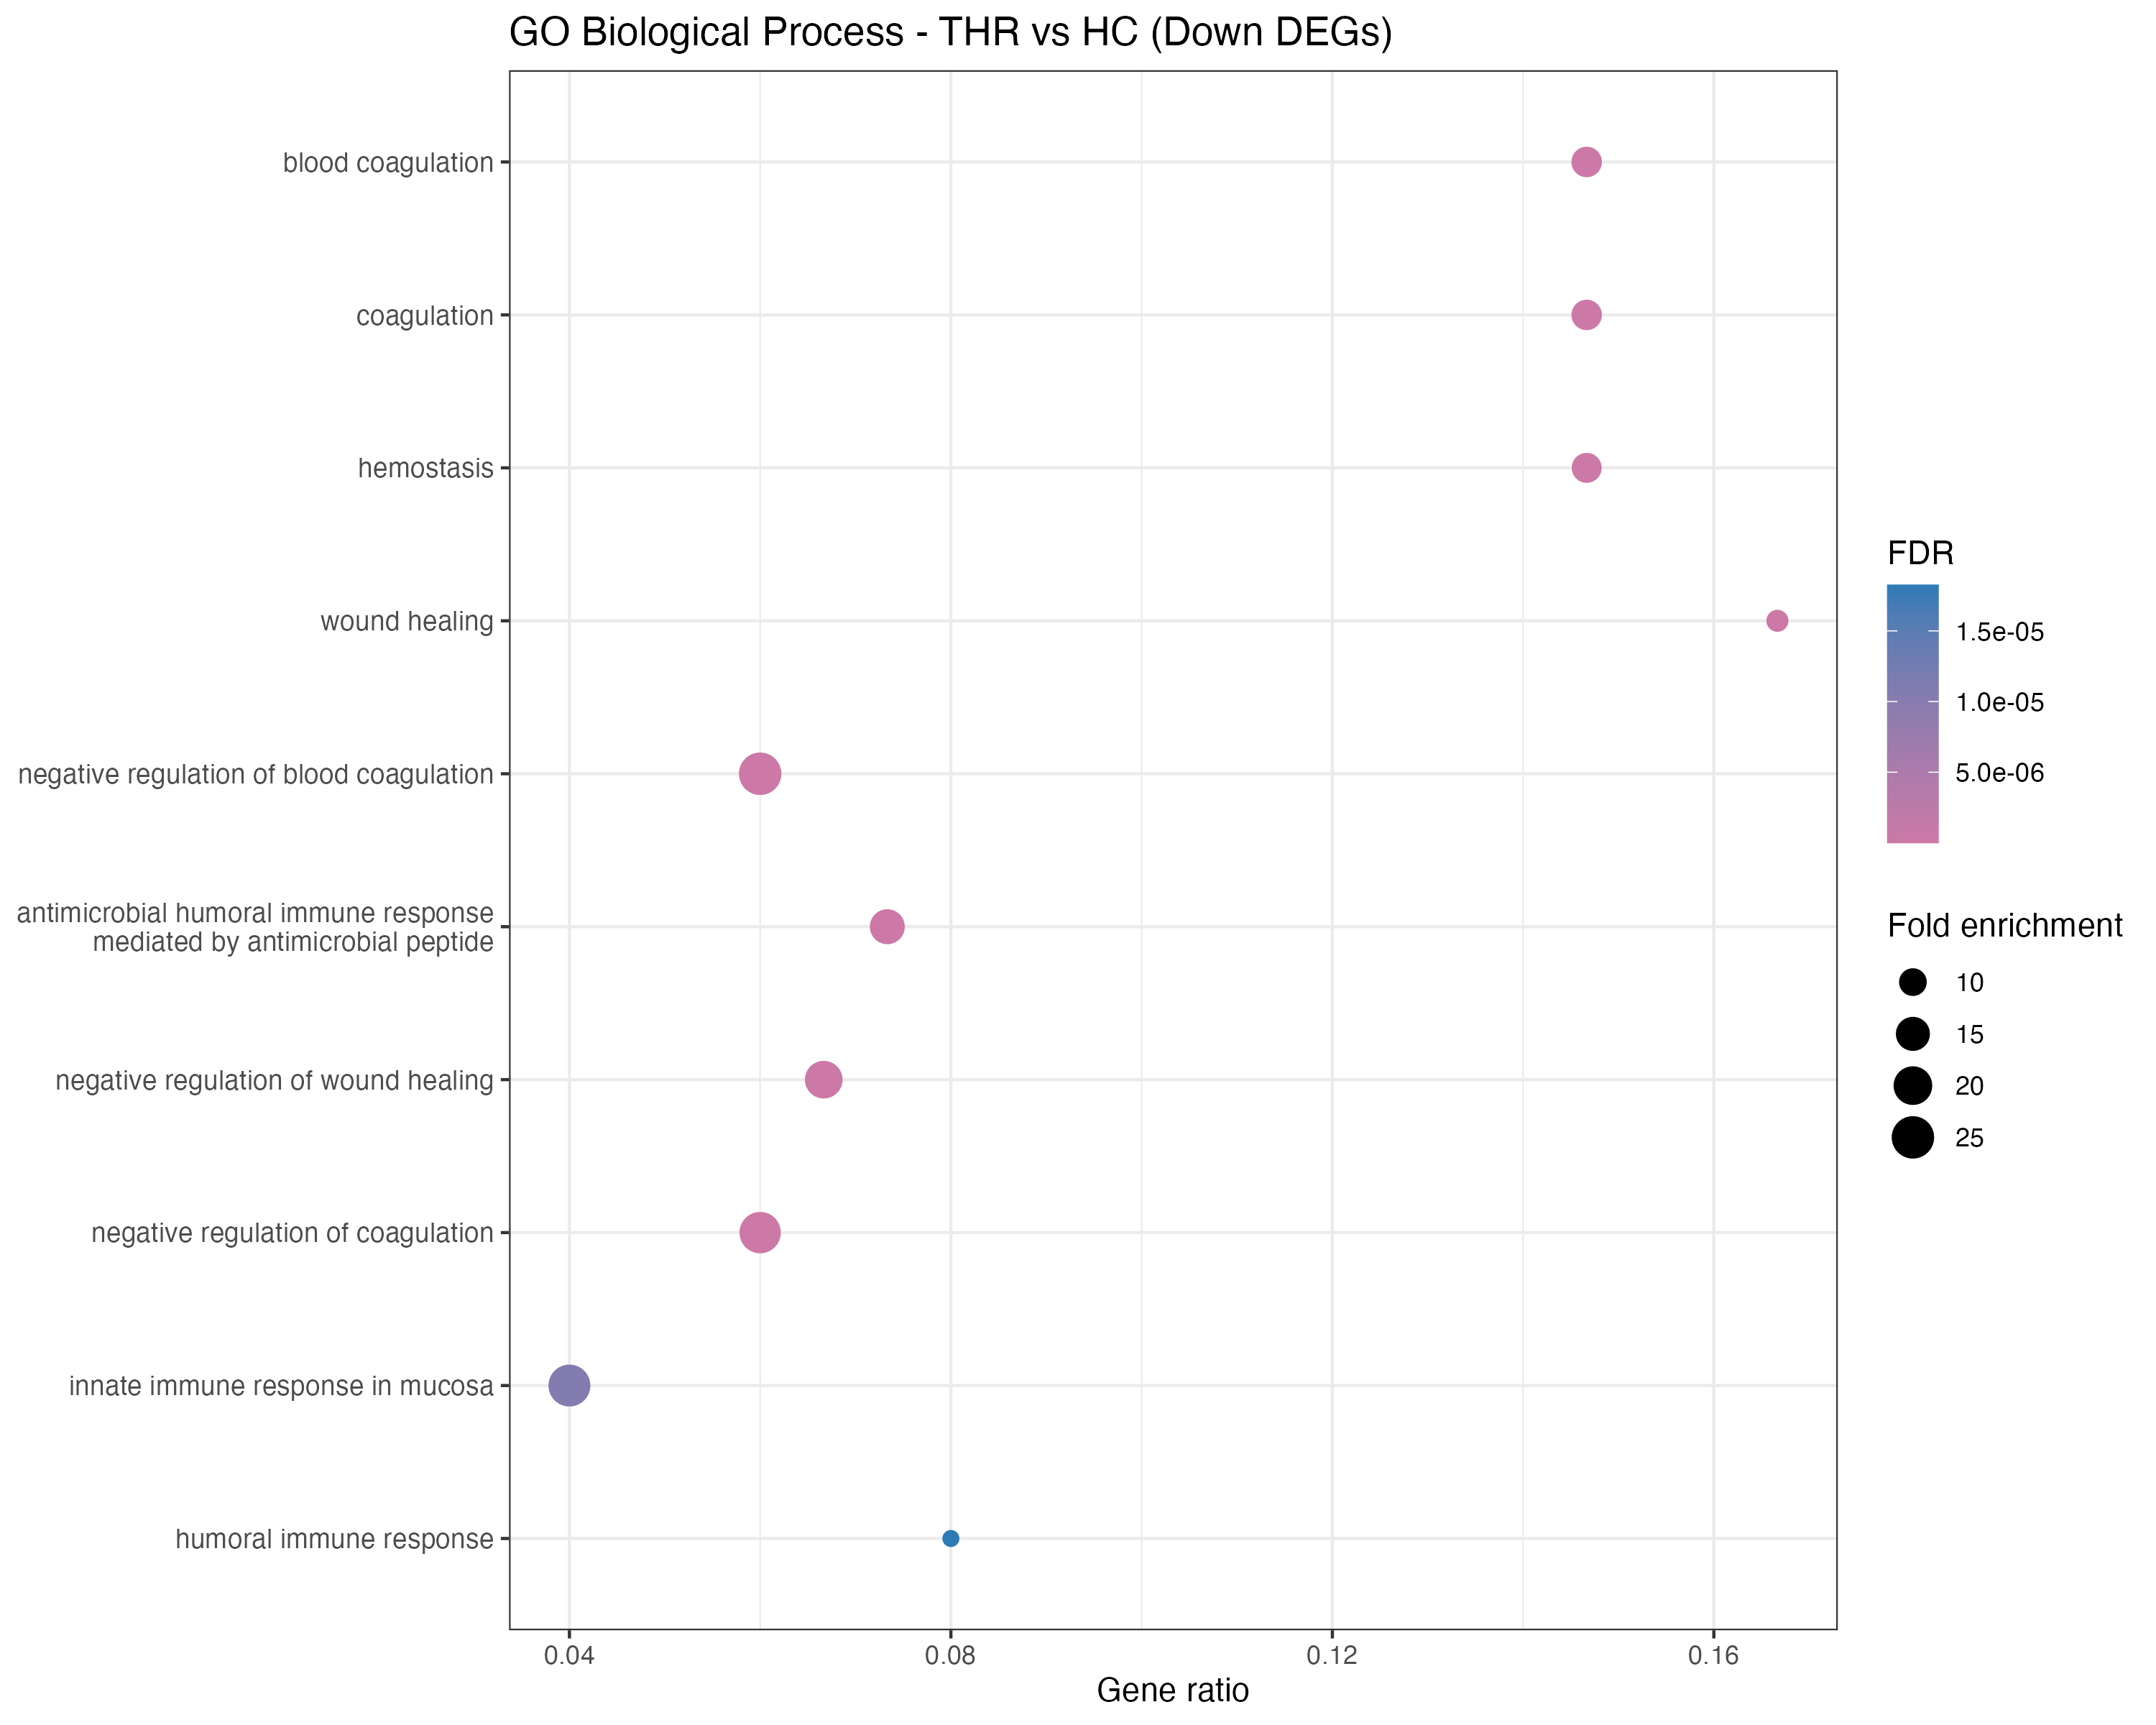 GO Biological Process - THR vs HC (Down DEGs)
blood coagulation
coagulation
hemostasis
wound healing
negative regulation of blood coagulation
antimicrobial humoral immune response
mediated by antimicrobial peptide
negative regulation of wound healing
negative regulation of coagulation
innate immune response in mucosa
humoral immune response
0.04
0.08
0.12
0.16
Gene ratio
FDR
1.5e-05
1.0e-05
5.0e-06
Fold enrichment
10
15
20
25